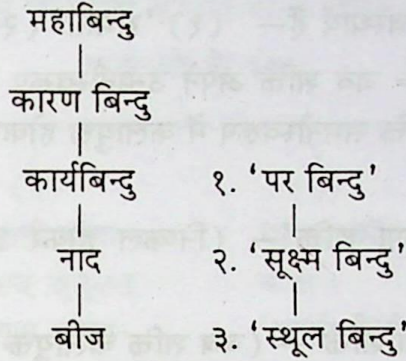 महाबिन्दु
कारण बिन्दु
कार्यबिन्दु १. 'पर बिन्दु'
नाद २. 'सूक्ष्म बिन्दु'
बीज ३. 'स्थूल बिन्दु'